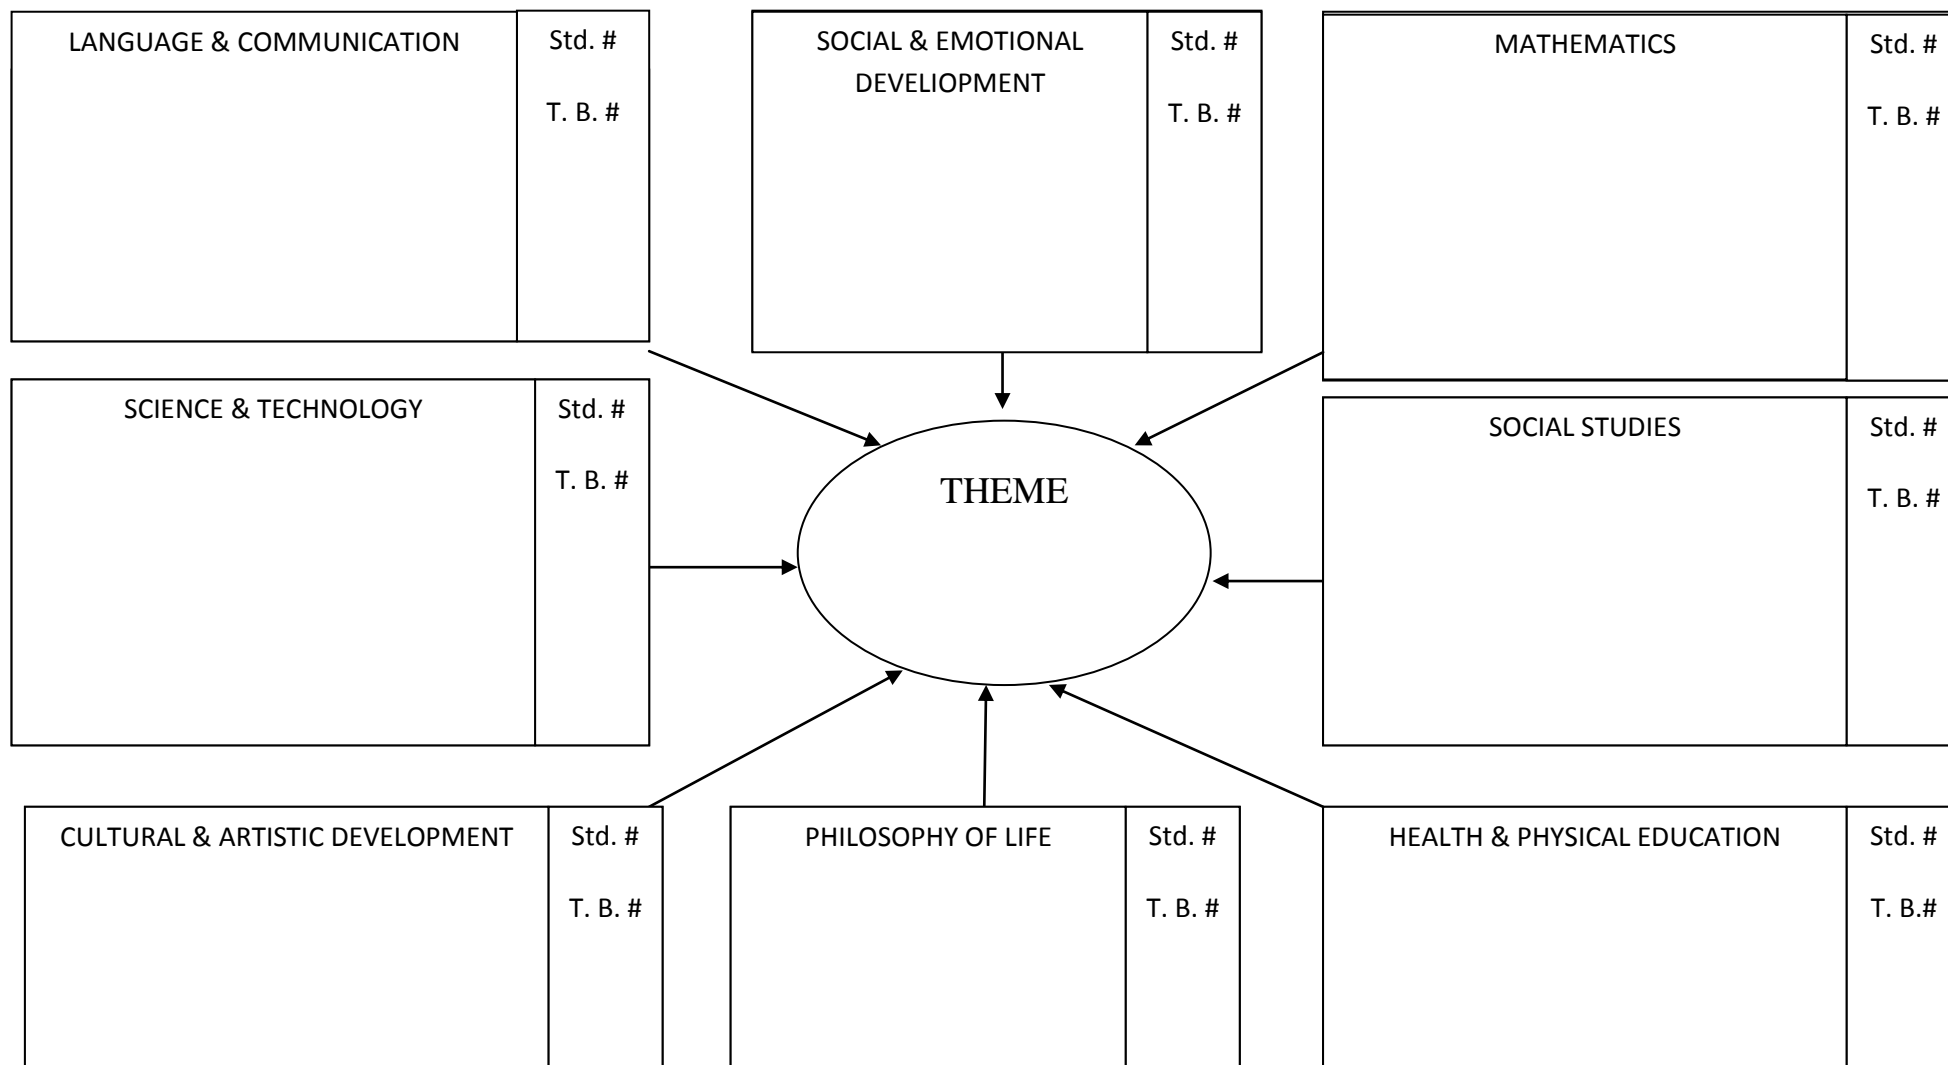 LANGUAGE & COMMUNICATION
Std. #
T. B. #
SOCIAL & EMOTIONAL
DEVELIOPMENT
Std. #
T. B. #
MATHEMATICS
Std. #
T. B. #
SCIENCE & TECHNOLOGY
Std. #
T. B. #
THEME
SOCIAL STUDIES
Std. #
T. B. #
CULTURAL & ARTISTIC DEVELOPMENT
Std. #
T. B. #
PHILOSOPHY OF LIFE
Std. #
T. B. #
HEALTH & PHYSICAL EDUCATION
Std. #
T. B.#